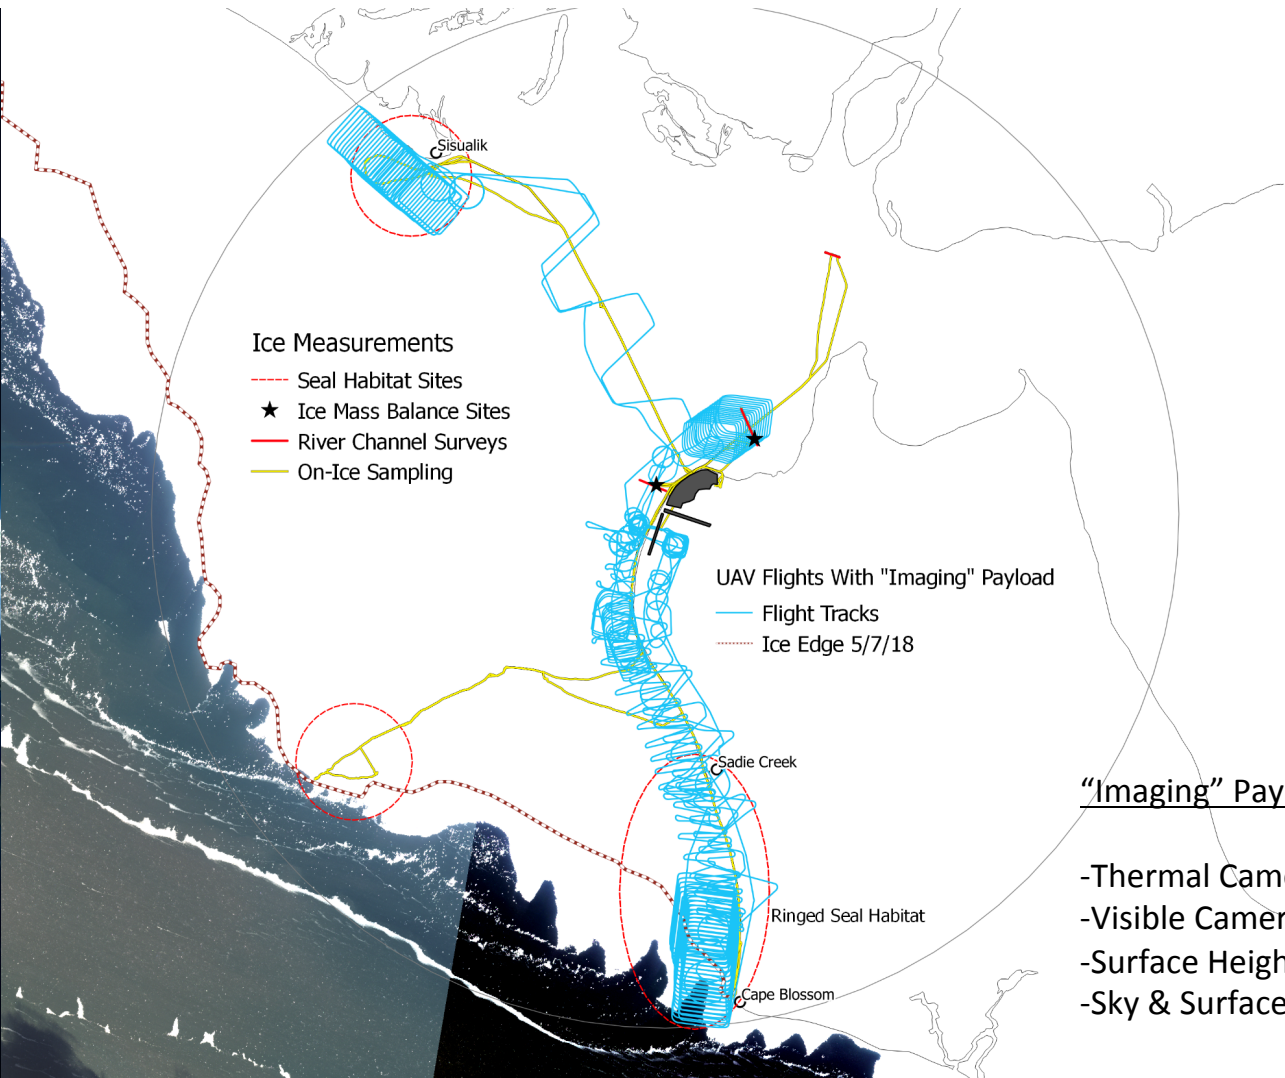 Sisualik
Ice Measurements
Seal Habitat Sites
Ice Mass Balance Sites
River Channel Surveys
On-Ice Sampling
UAV Flights With "Imaging" Payload
Flight Tracks
Ice Edge 5/7/18
Sadie Creek
Ringed Seal Habitat
Cape Blossom
“Imaging” Pay
-Thermal Came
-Visible Camer
-Surface Heigh
-Sky & Surface